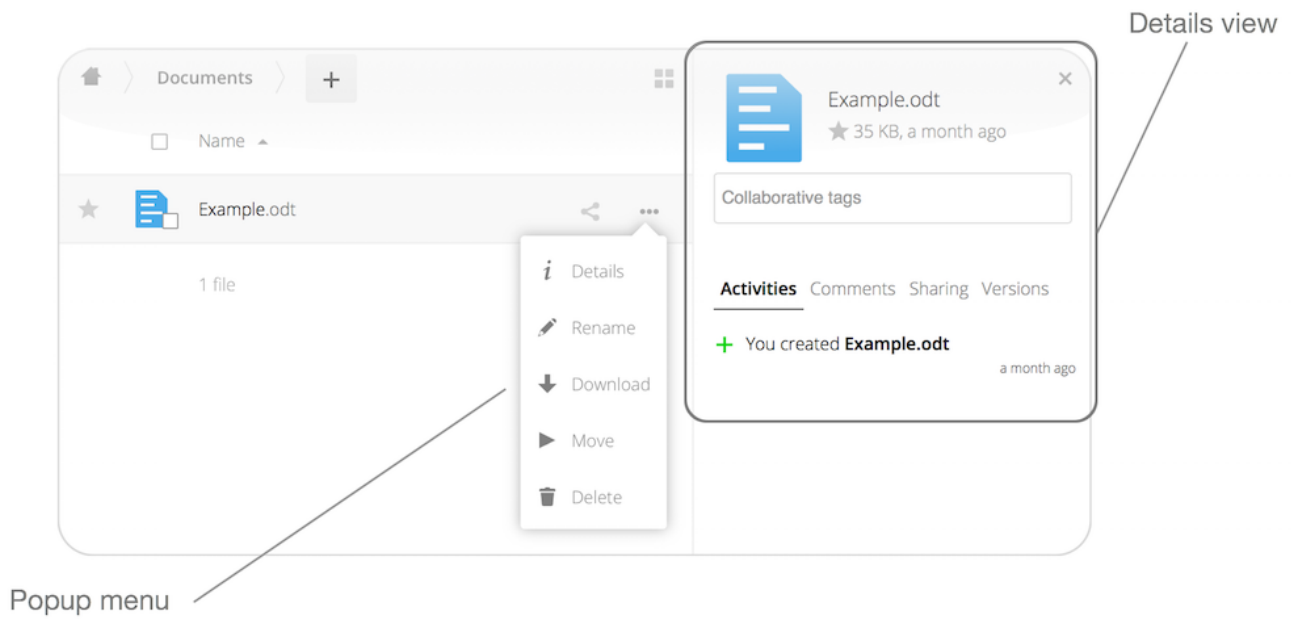 Details view
Documents
+
Example.odt
35 KB, a month ago
Name
Example.odt
Collaborative tags
Details
1 file
Activities Comments Sharing Versions
Rename
You created Example.odt
a month ago
Download
Move
Delete
Popup menu